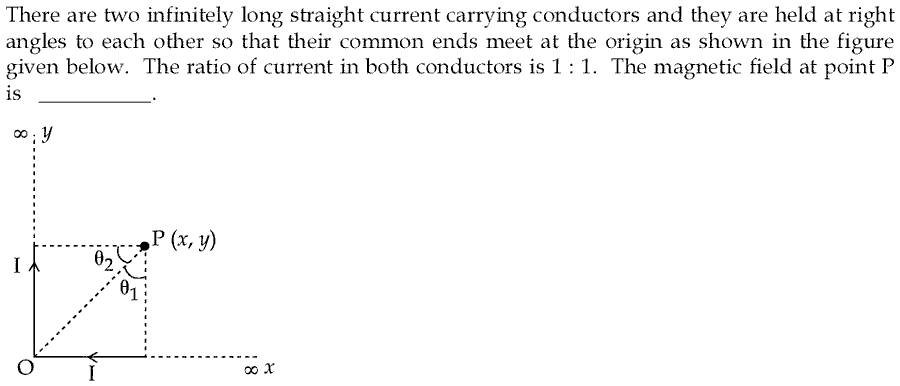 There are two infinitely long straight current carrying conductors and they are held at right
angles to each other so that their common ends meet at the origin as shown in the figure
given below. The ratio of current in both conductors is 1 : 1. The magnetic field at point P
is __________.
∞ y
P (x, y)
I θ2
θ1
O I ∞ x